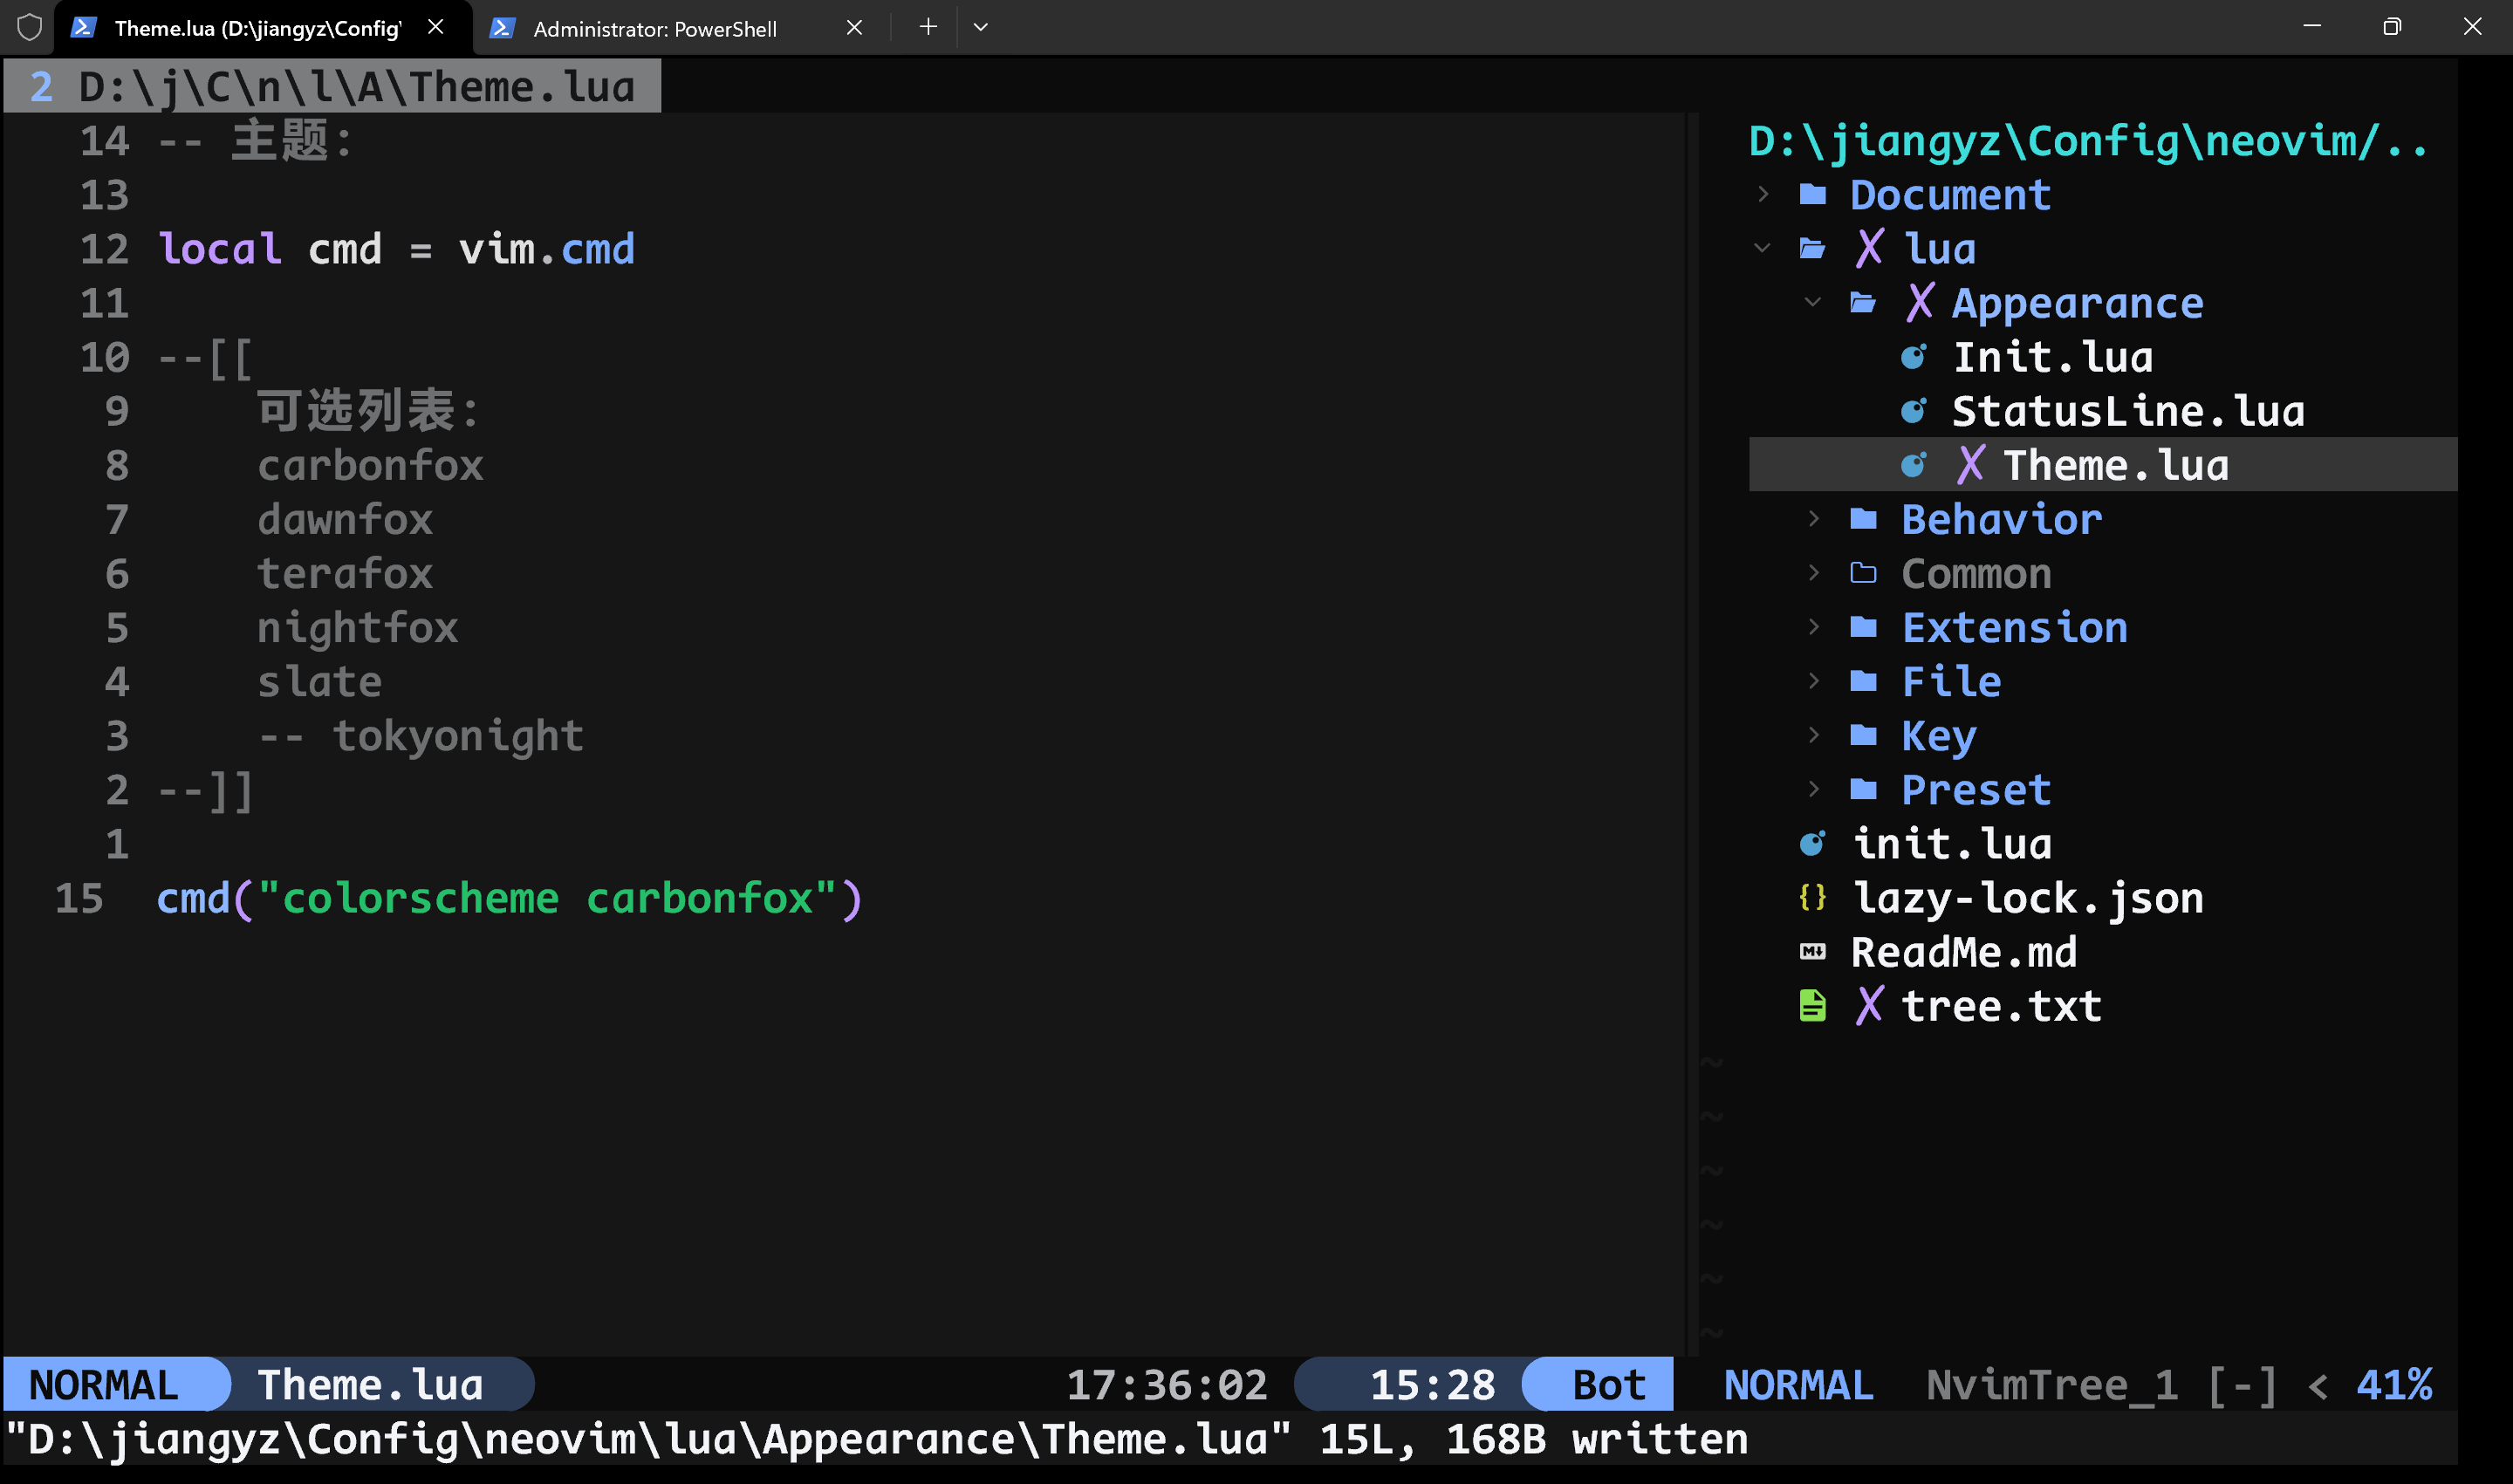 Theme.lua (D:\jiangyz\Config'
Administrator: PowerShell
2 D:\j\C\n\l\A\Theme.lua
14 -- 主题:
13
12 local cmd = vim.cmd
11
10 --[[
9 可选列表:
8 carbonfox
7 dawnfox
6 terafox
5 nightfox
4 slate
3 -- tokyonight
2 --]]
1
15 cmd("colorscheme carbonfox")
D:\jiangyz\Config\neovim/..
Document
✗ lua
✗ Appearance
Init.lua
StatusLine.lua
✗ Theme.lua
Behavior
Common
Extension
File
Key
Preset
init.lua
{} lazy-lock.json
ReadMe.md
✗ tree.txt
~
~
~
~
~
~
NORMAL Theme.lua 17:36:02 15:28 Bot
NORMAL NvimTree_1 [-] < 41%
"D:\jiangyz\Config\neovim\lua\Appearance\Theme.lua" 15L, 168B written